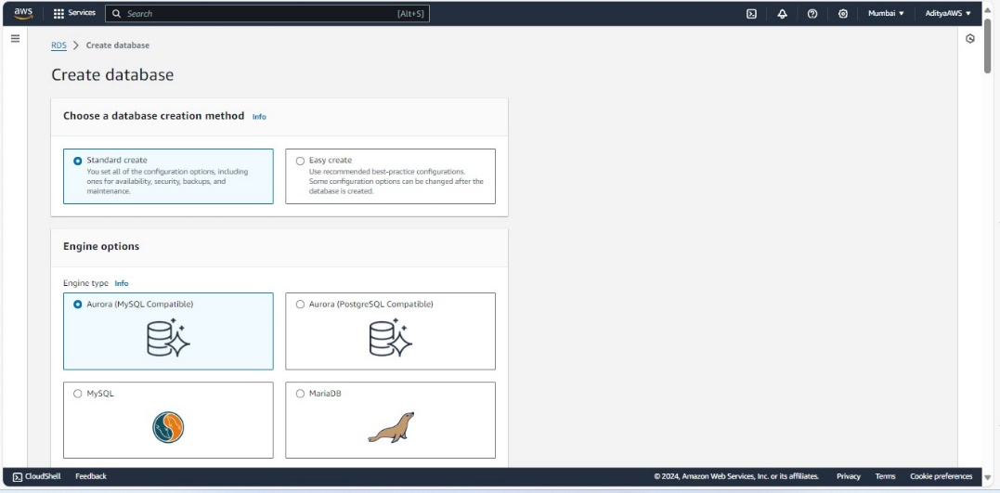 aws
Services
Search
[Alt+S]
Mumbai
AdityaAWS
RDS > Create database
Create database
Choose a database creation method Info
Standard create
You set all of the configuration options, including
ones for availability, security, backups, and
maintenance.
Easy create
Use recommended best-practice configurations.
Some configuration options can be changed after the
database is created.
Engine options
Engine type Info
Aurora (MySQL Compatible)
Aurora (PostgreSQL Compatible)
MySQL
MariaDB
CloudShell
Feedback
© 2024, Amazon Web Services, Inc. or its affiliates.
Privacy
Terms
Cookie preferences